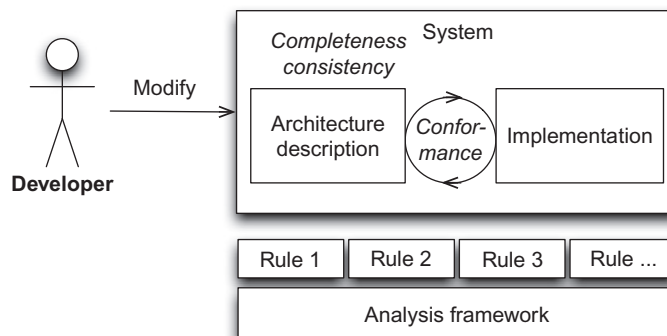 System
Completeness
consistency
Modify
Architecture
description
Confor-
mance
Implementation
Developer
Rule 1
Rule 2
Rule 3
Rule ...
Analysis framework